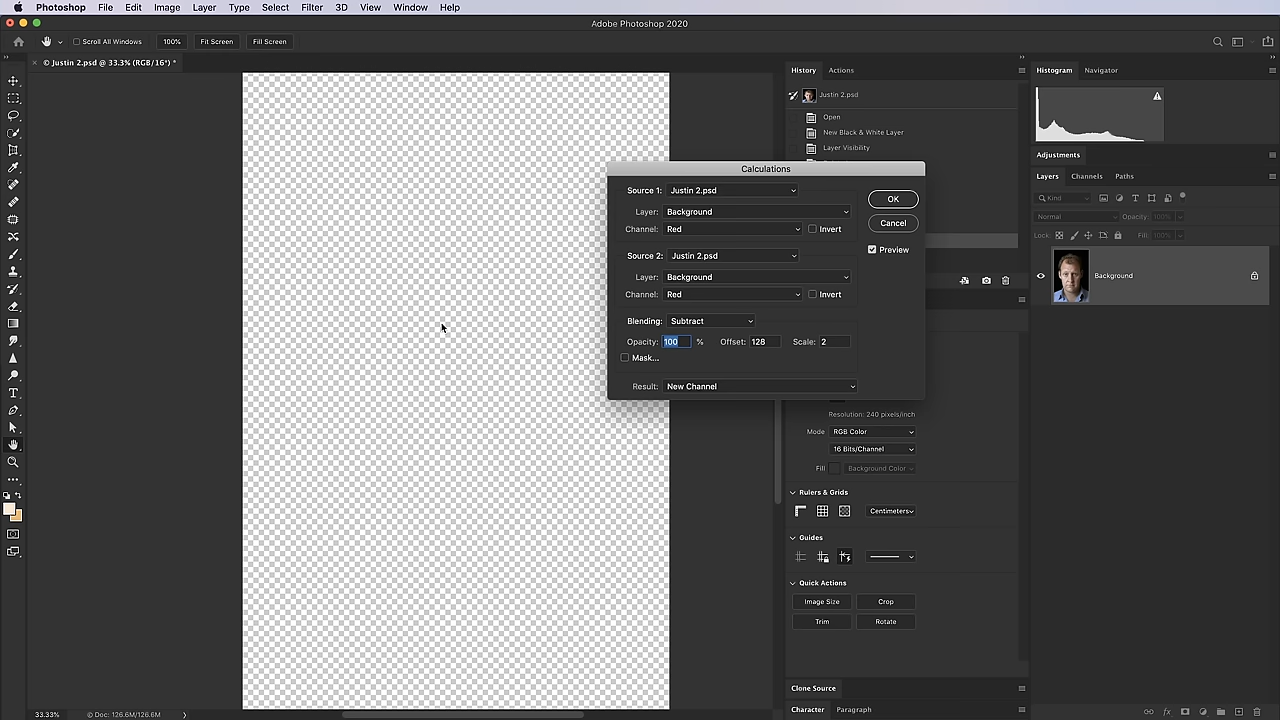 Photoshop File Edit Image Layer Type Select Filter 3D View Window Help
Adobe Photoshop 2020
Scroll All Windows 100% Fit Screen Fill Screen
© Justin 2.psd @ 33.3% (RGB/16*) *
History Actions
Justin 2.psd
Open
New Black & White Layer
Layer Visibility
Calculations
Source 1: Justin 2.psd
Layer: Background
Channel: Red Invert
Source 2: Justin 2.psd
Layer: Background
Channel: Red Invert
Blending: Subtract
Opacity: 100 % Offset: 128 Scale: 2
Mask...
Result: New Channel
OK
Cancel
Preview
Resolution: 240 pixels/inch
Mode RGB Color
16 Bits/Channel
Fill Background Color
Rulers & Grids
Centimeters
Guides
Quick Actions
Image Size Crop
Trim Rotate
Clone Source
Character Paragraph
Histogram Navigator
Adjustments
Layers Channels Paths
Kind
Normal Opacity: 100%
Lock: Fill: 100%
Background
33.33% © Doc: 126.6M/126.6M